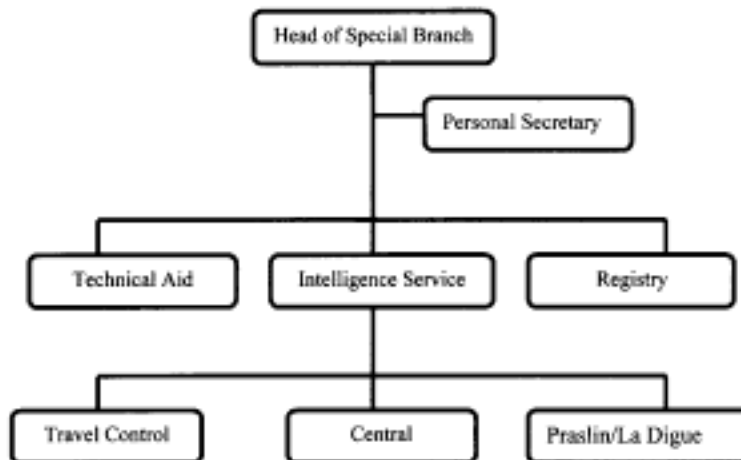 Head of Special Branch
Personal Secretary
Technical Aid
Intelligence Service
Registry
Travel Control
Central
Praslin/La Digue